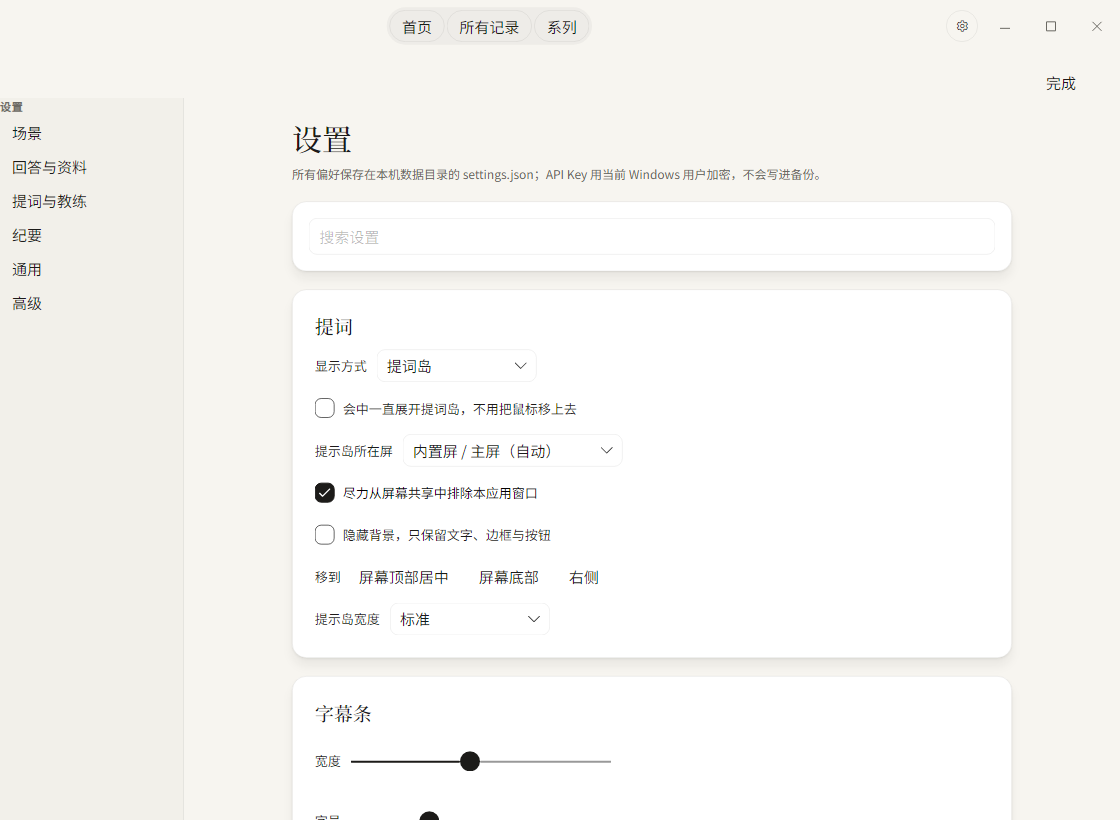 首页 所有记录 系列
完成
设置
场景
回答与资料
提词与教练
纪要
通用
高级
设置
所有偏好保存在本机数据目录的 settings.json；API Key 用当前 Windows 用户加密，不会写进备份。
搜索设置
提词
显示方式 提词岛
会中一直展开提词岛，不用把鼠标移上去
提示岛所在屏 内置屏 / 主屏（自动）
尽力从屏幕共享中排除本应用窗口
隐藏背景，只保留文字、边框与按钮
移到 屏幕顶部居中 屏幕底部 右侧
提示岛宽度 标准
字幕条
宽度